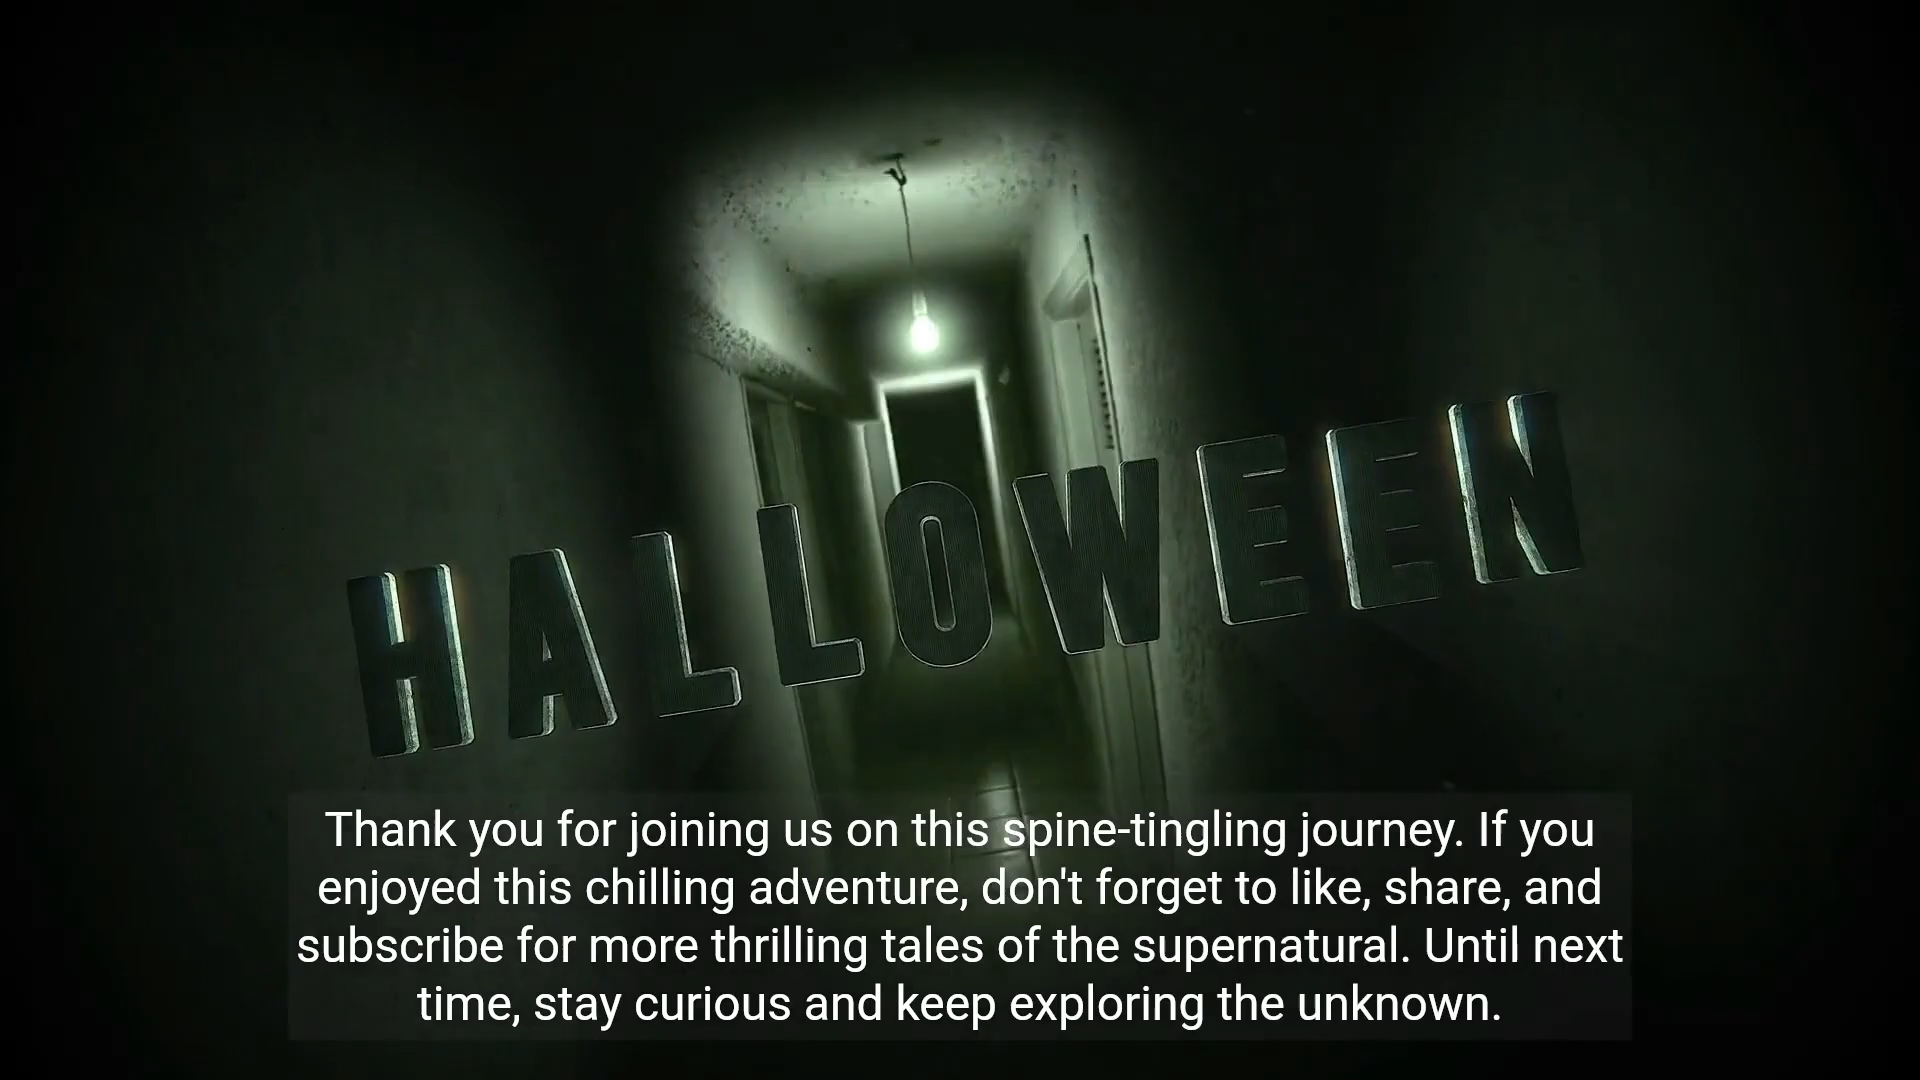 HALLOWEEN
Thank you for joining us on this spine-tingling journey. If you
enjoyed this chilling adventure, don't forget to like, share, and
subscribe for more thrilling tales of the supernatural. Until next
time, stay curious and keep exploring the unknown.